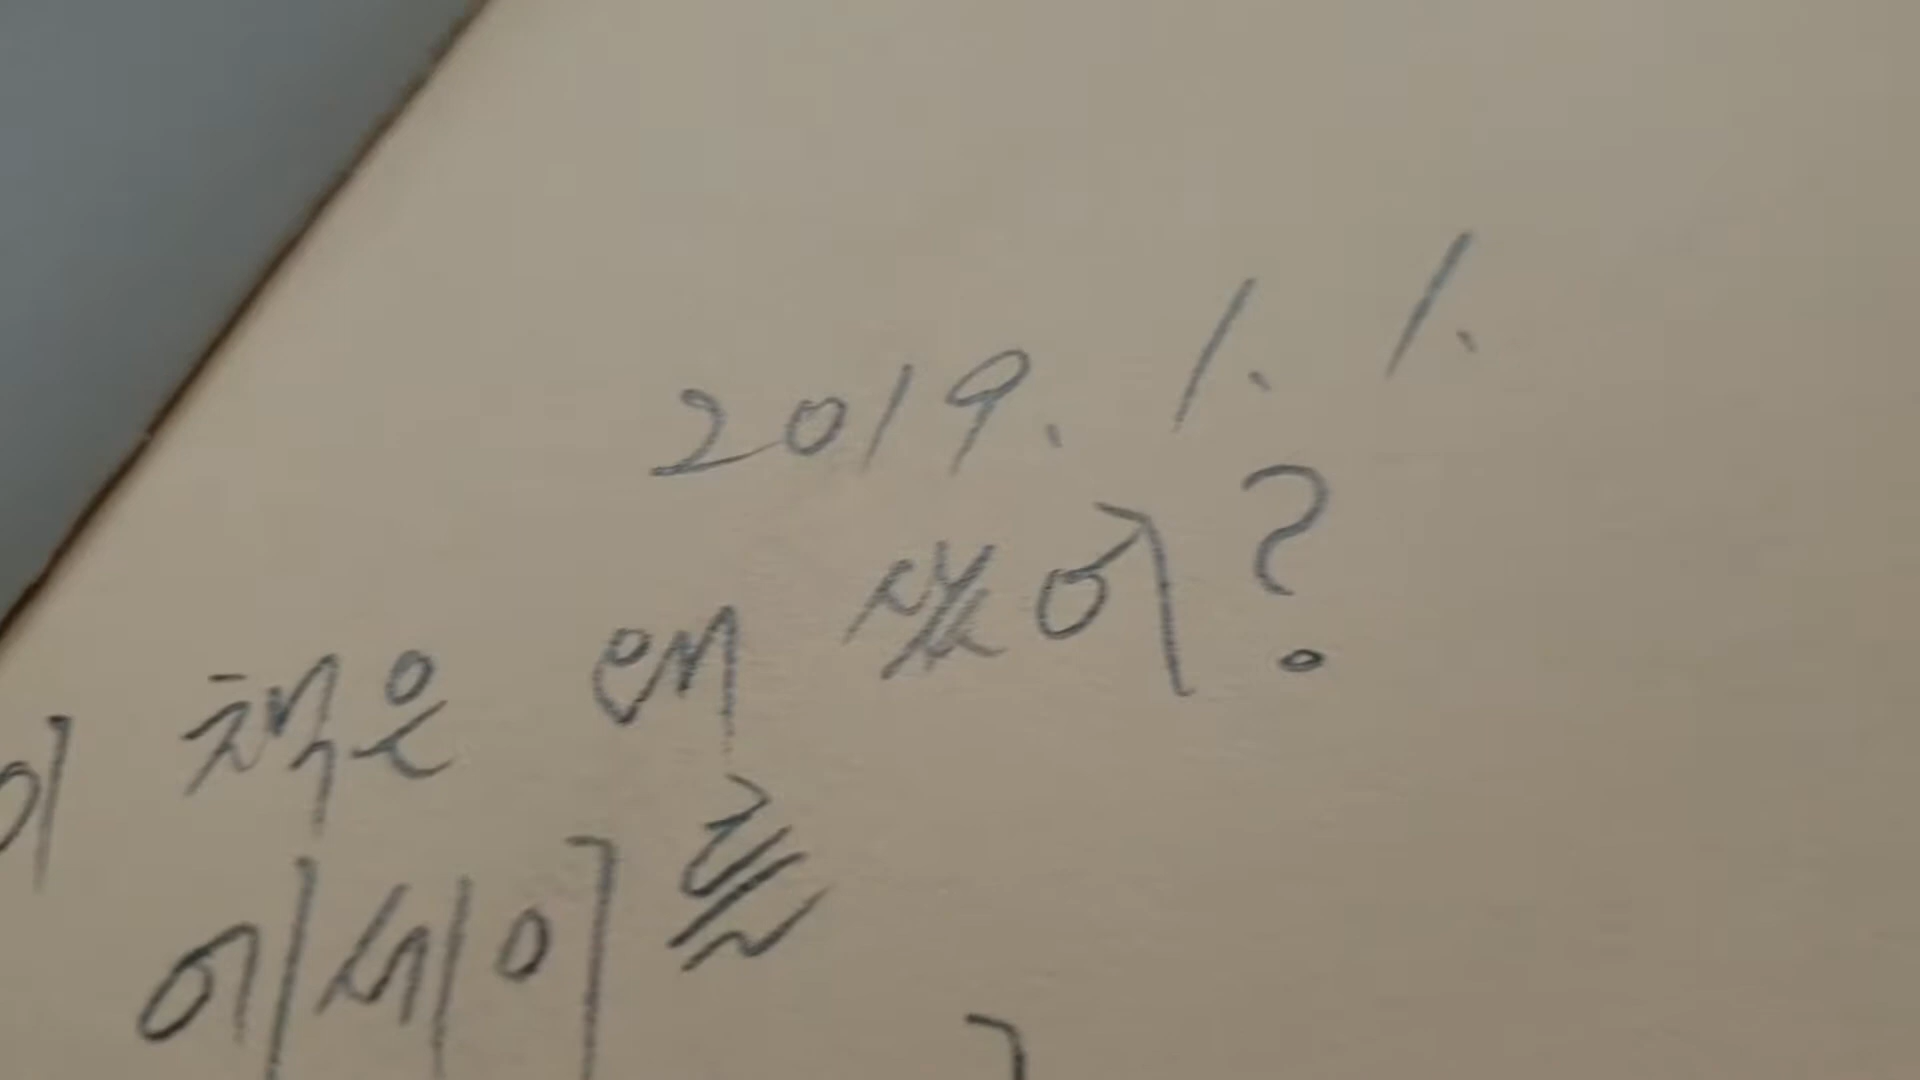 2019. 1. 1.
이 책은 왜 샀어?
에세이를